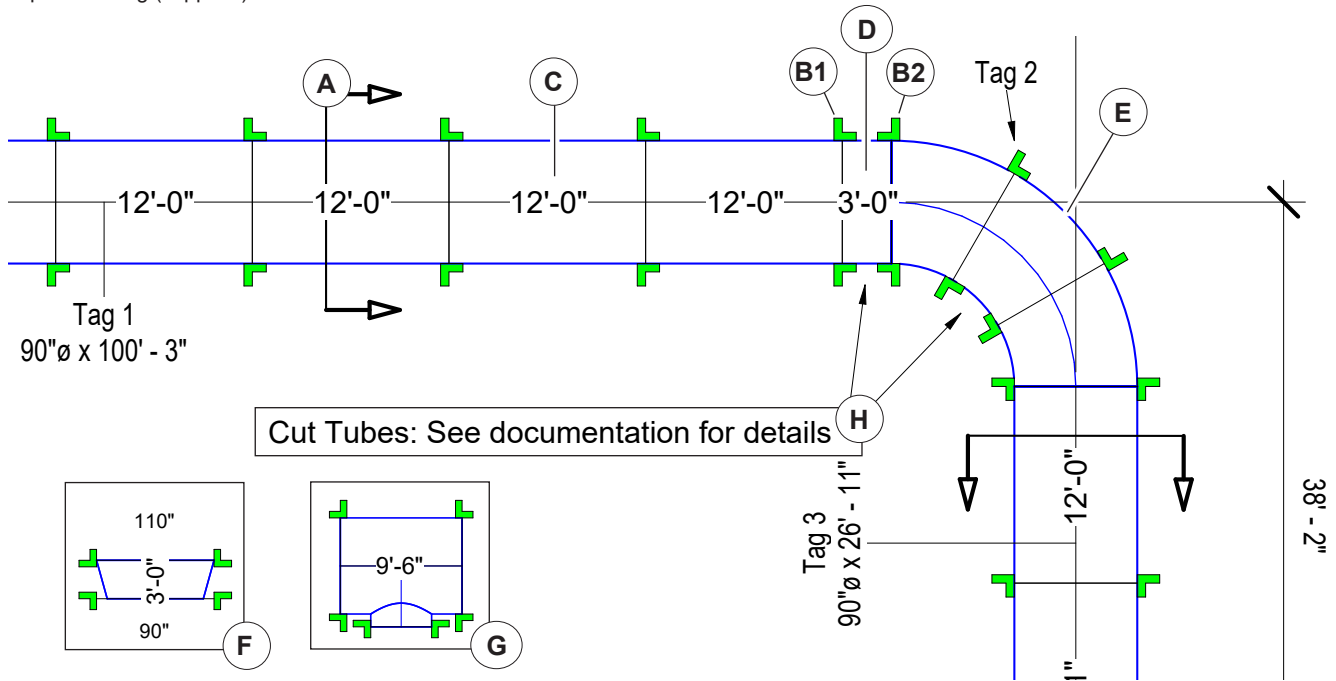 D
A
C
B1
B2
Tag 2
E
12'-0"
12'-0"
12'-0"
12'-0"
3'-0"
Tag 1
90"ø x 100' - 3"
Cut Tubes: See documentation for details
H
Tag 3
90"ø x 26' - 11"
12'-0"
38' - 2"
110"
3'-0"
90"
F
9'-6"
G